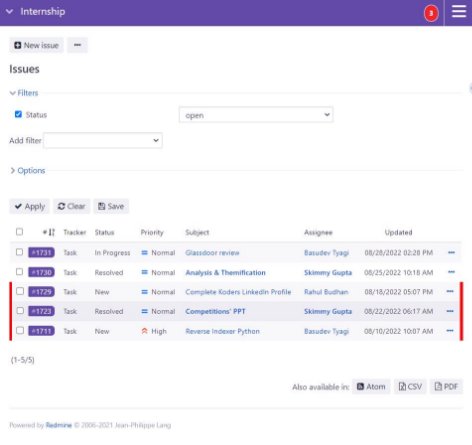 Internship
3
New issue
Issues
Filters
Status
open
Add filter
Options
Apply Clear Save
# Tracker Status Priority Subject Assignee Updated
#1731 Task In Progress Normal Glassdoor review Basudev Tyagi 08/28/2022 02:28 PM
#1730 Task Resolved Normal Analysis & Themification Skimmy Gupta 08/25/2022 10:18 AM
#1729 Task New Normal Complete Koders LinkedIn Profile Rahul Budhan 08/18/2022 05:07 PM
#1723 Task Resolved Normal Competitions' PPT Skimmy Gupta 08/22/2022 06:17 AM
#1711 Task New High Reverse Indexer Python Basudev Tyagi 08/10/2022 10:07 AM
(1-5/5)
Also available in: Atom CSV PDF
Powered by Redmine © 2006-2021 Jean-Philippe Lang